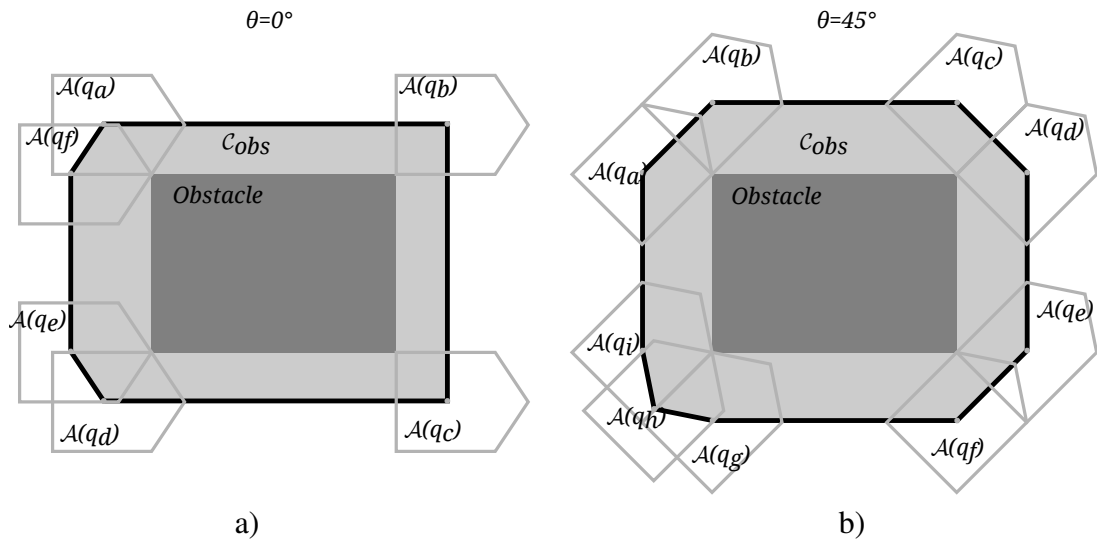 θ=0°
θ=45°
𝒜(qa)
𝒜(qb)
𝒜(qf)
𝒞obs
Obstacle
𝒜(qe)
𝒜(qd)
𝒜(qc)
a)
𝒜(qb)
𝒜(qc)
𝒜(qd)
𝒞obs
𝒜(qa)
Obstacle
𝒜(qe)
𝒜(qi)
𝒜(qh)
𝒜(qg)
𝒜(qf)
b)